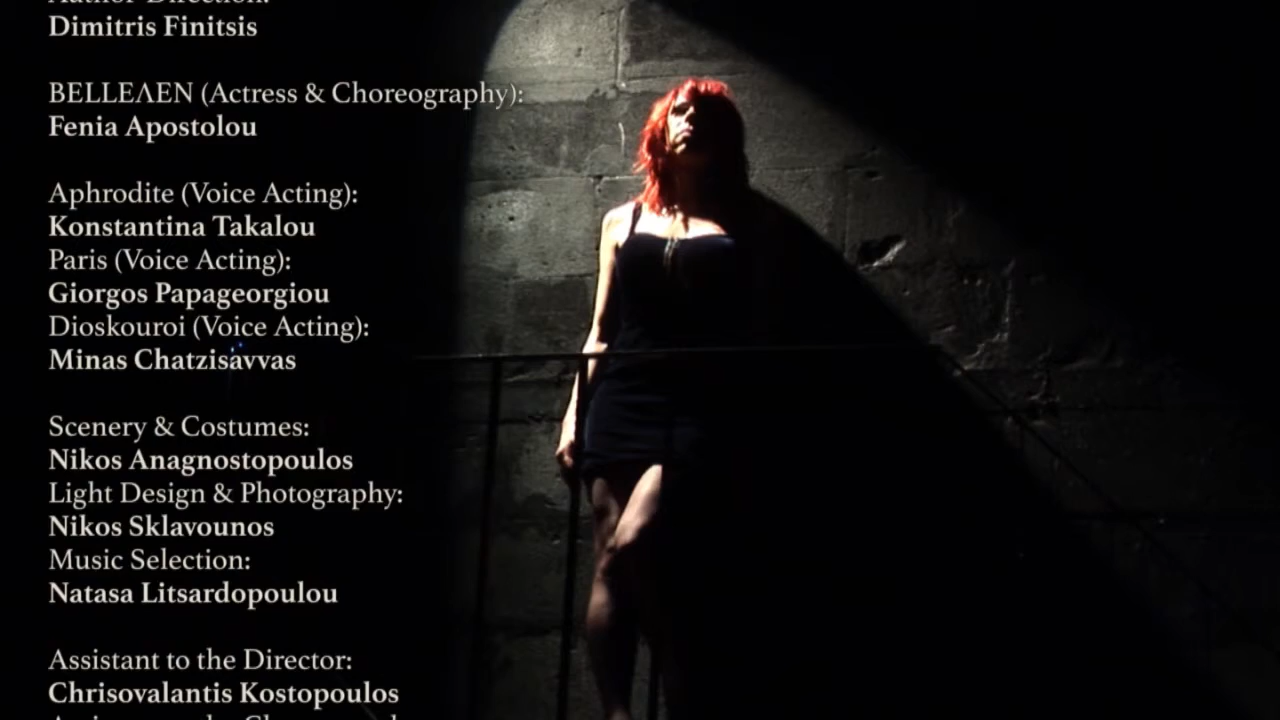 Dimitris Finitsis
BELLEΛEN (Actress & Choreography):
Fenia Apostolou
Aphrodite (Voice Acting):
Konstantina Takalou
Paris (Voice Acting):
Giorgos Papageorgiou
Dioskouroi (Voice Acting):
Minas Chatzisavvas
Scenery & Costumes:
Nikos Anagnostopoulos
Light Design & Photography:
Nikos Sklavounos
Music Selection:
Natasa Litsardopoulou
Assistant to the Director:
Chrisovalantis Kostopoulos